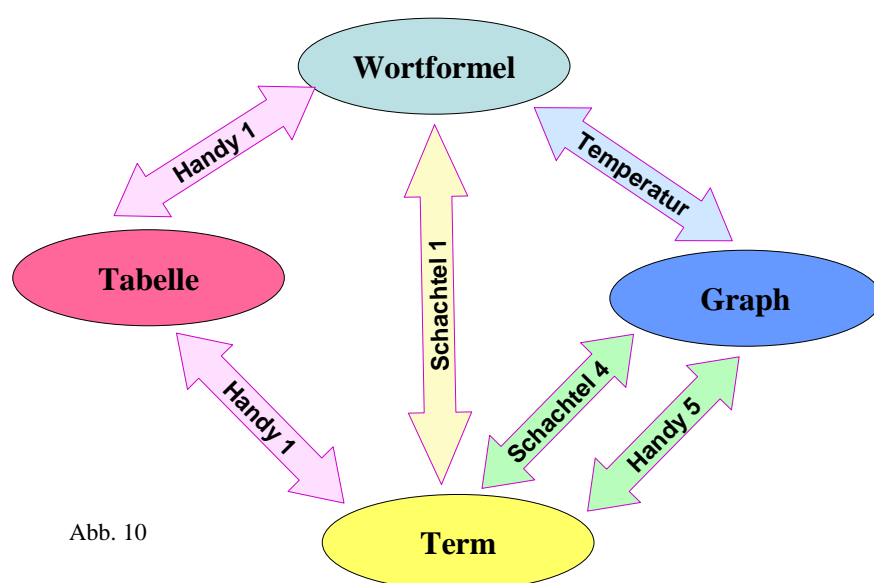 Wortformel
Handy 1
Temperatur
Schachtel 1
Tabelle
Graph
Handy 1
Schachtel 4
Handy 5
Abb. 10
Term